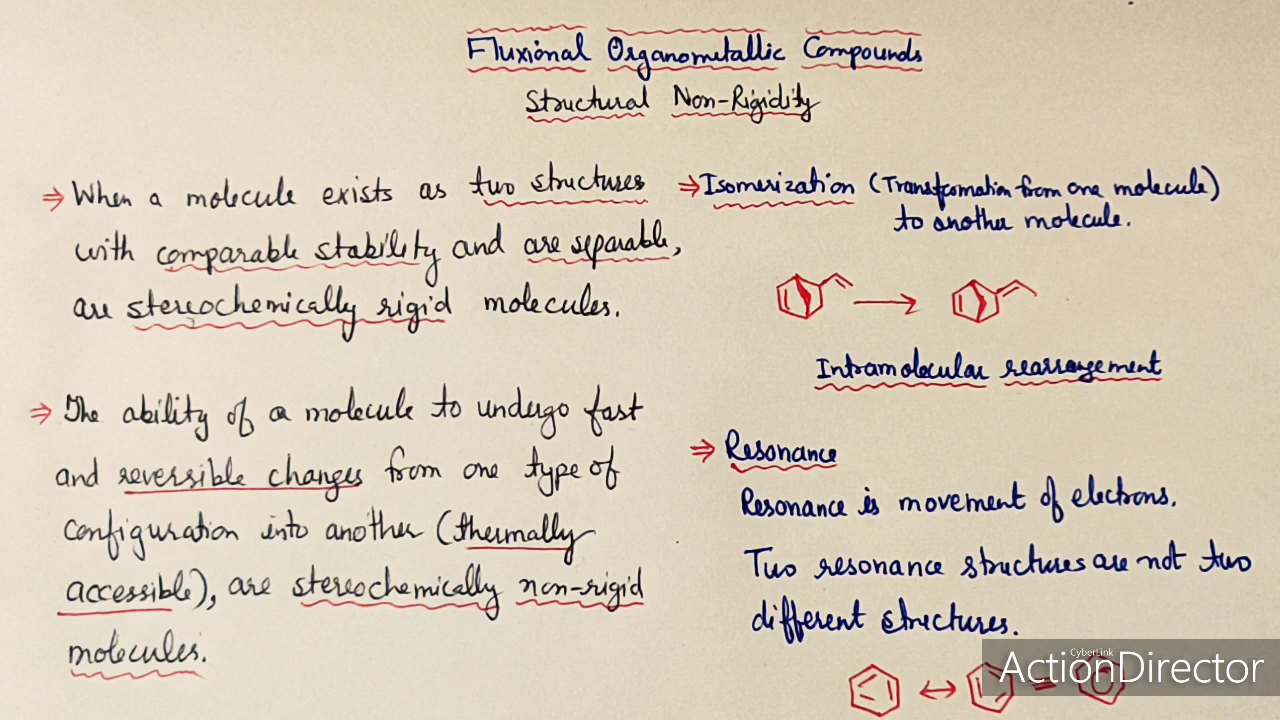 Fluxional Organometallic Compounds
Structural Non-Rigidity
⇒ When a molecule exists as two structures
with comparable stability and are separable,
are stereochemically rigid molecules.
⇒ The ability of a molecule to undergo fast
and reversible changes from one type of
configuration into another (thermally
accessible), are stereochemically non-rigid
molecules.
⇒ Isomerization (Transformation from one molecule)
to another molecule.
Intramolecular rearrangement
⇒ Resonance
Resonance is movement of electrons.
Two resonance structures are not two
different structures.
CyberLink
ActionDirector